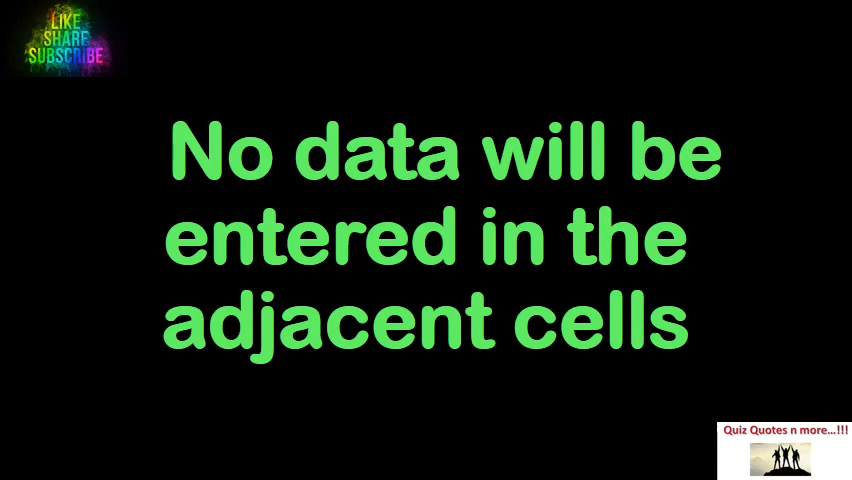 LIKE
SHARE
SUBSCRIBE
No data will be
entered in the
adjacent cells
Quiz Quotes n more...!!!